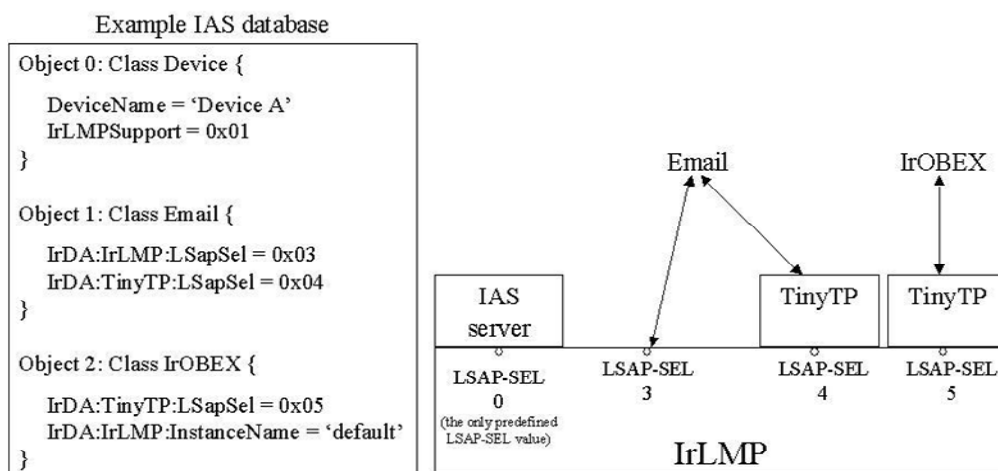 Example IAS database
Object 0: Class Device {
DeviceName = ‘Device A’
IrLMPSupport = 0x01
}
Object 1: Class Email {
IrDA:IrLMP:LSapSel = 0x03
IrDA:TinyTP:LSapSel = 0x04
}
Object 2: Class IrOBEX {
IrDA:TinyTP:LSapSel = 0x05
IrDA:IrLMP:InstanceName = ‘default’
}
Email
IrOBEX
IAS
server
TinyTP
TinyTP
LSAP-SEL
0
(the only predefined
LSAP-SEL value)
LSAP-SEL
3
LSAP-SEL
4
LSAP-SEL
5
IrLMP